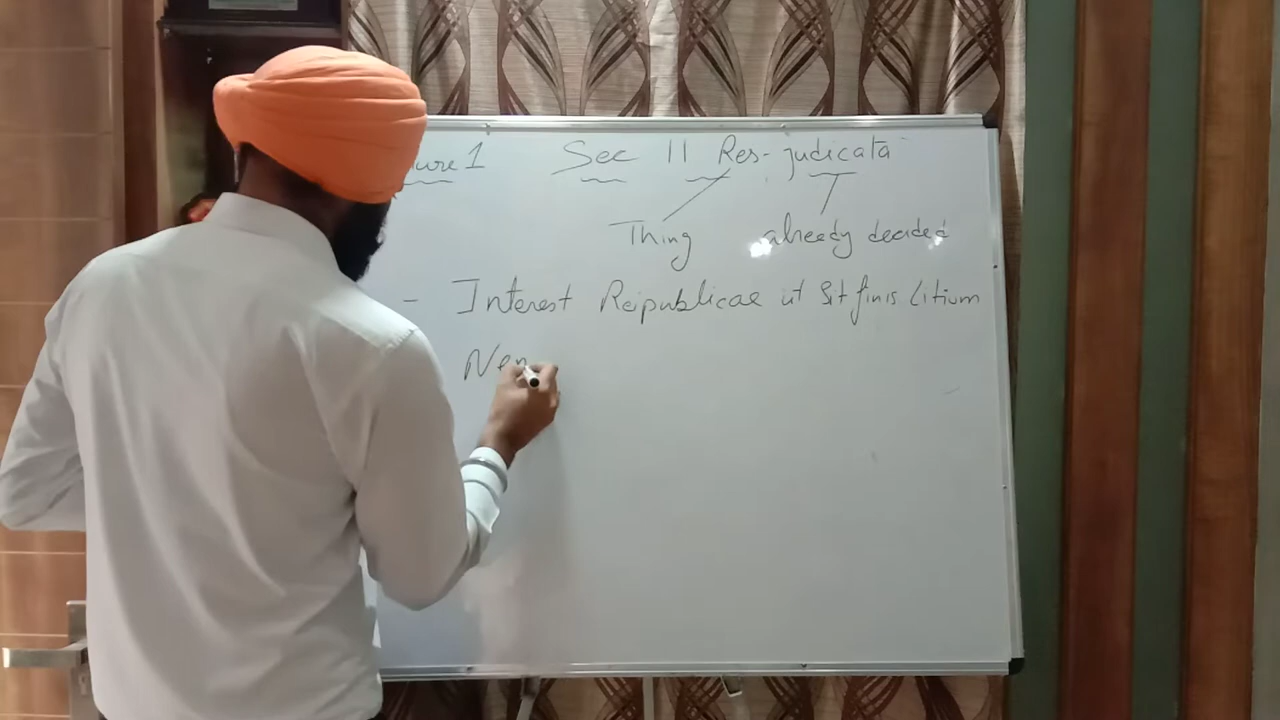 ure 1 Sec 11 Res-judicata
Thing already decided
- Interest Reipublicae ut Sit finis Litium
Nem